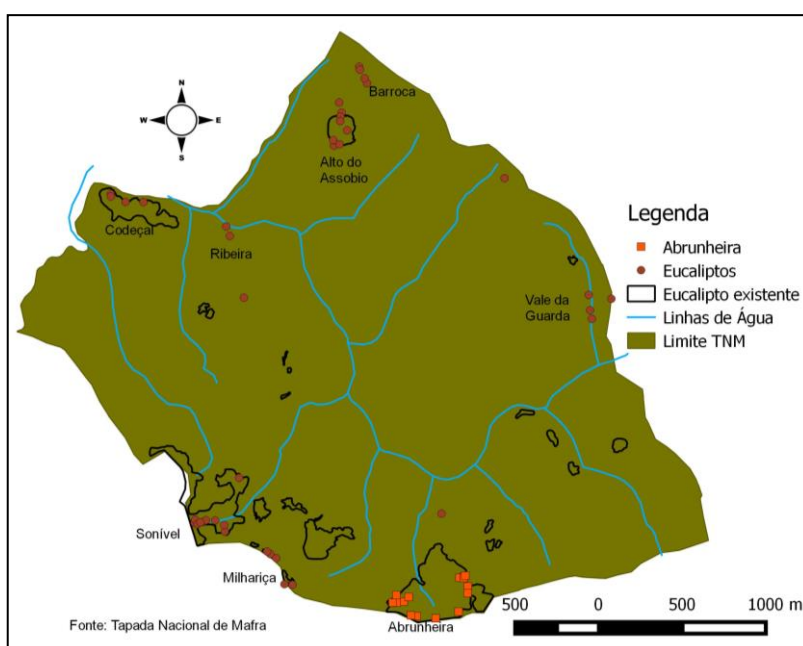 N
W E
S
Barroca
Alto do
Assobio
Codeçal
Ribeira
Vale da
Guarda
Legenda
Abrunheira
Eucaliptos
Eucalipto existente
Linhas de Água
Limite TNM
Sonível
Milhariça
Abrunheira
Fonte: Tapada Nacional de Mafra
500 0 500 1000 m